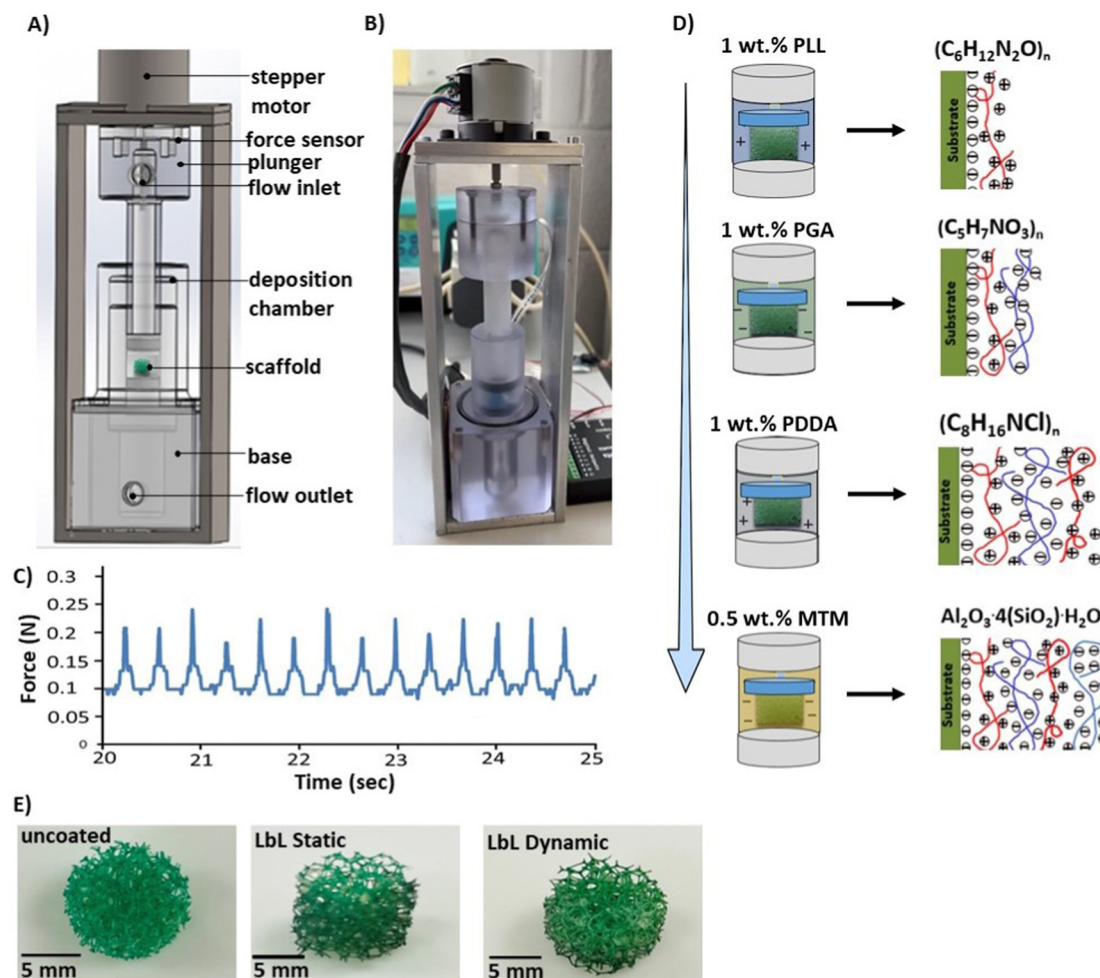 A)
stepper
motor
force sensor
plunger
flow inlet
deposition
chamber
scaffold
base
flow outlet
B)
C)
Force (N)
0.3
0.25
0.2
0.15
0.1
0.05
0
20
21
22
23
24
25
Time (sec)
D)
1 wt.% PLL
(C₆H₁₂N₂O)ₙ
Substrate
1 wt.% PGA
(C₅H₇NO₃)ₙ
Substrate
1 wt.% PDDA
(C₈H₁₆NCl)ₙ
Substrate
0.5 wt.% MTM
Al₂O₃·4(SiO₂)·H₂O
Substrate
E)
uncoated
5 mm
LbL Static
5 mm
LbL Dynamic
5 mm